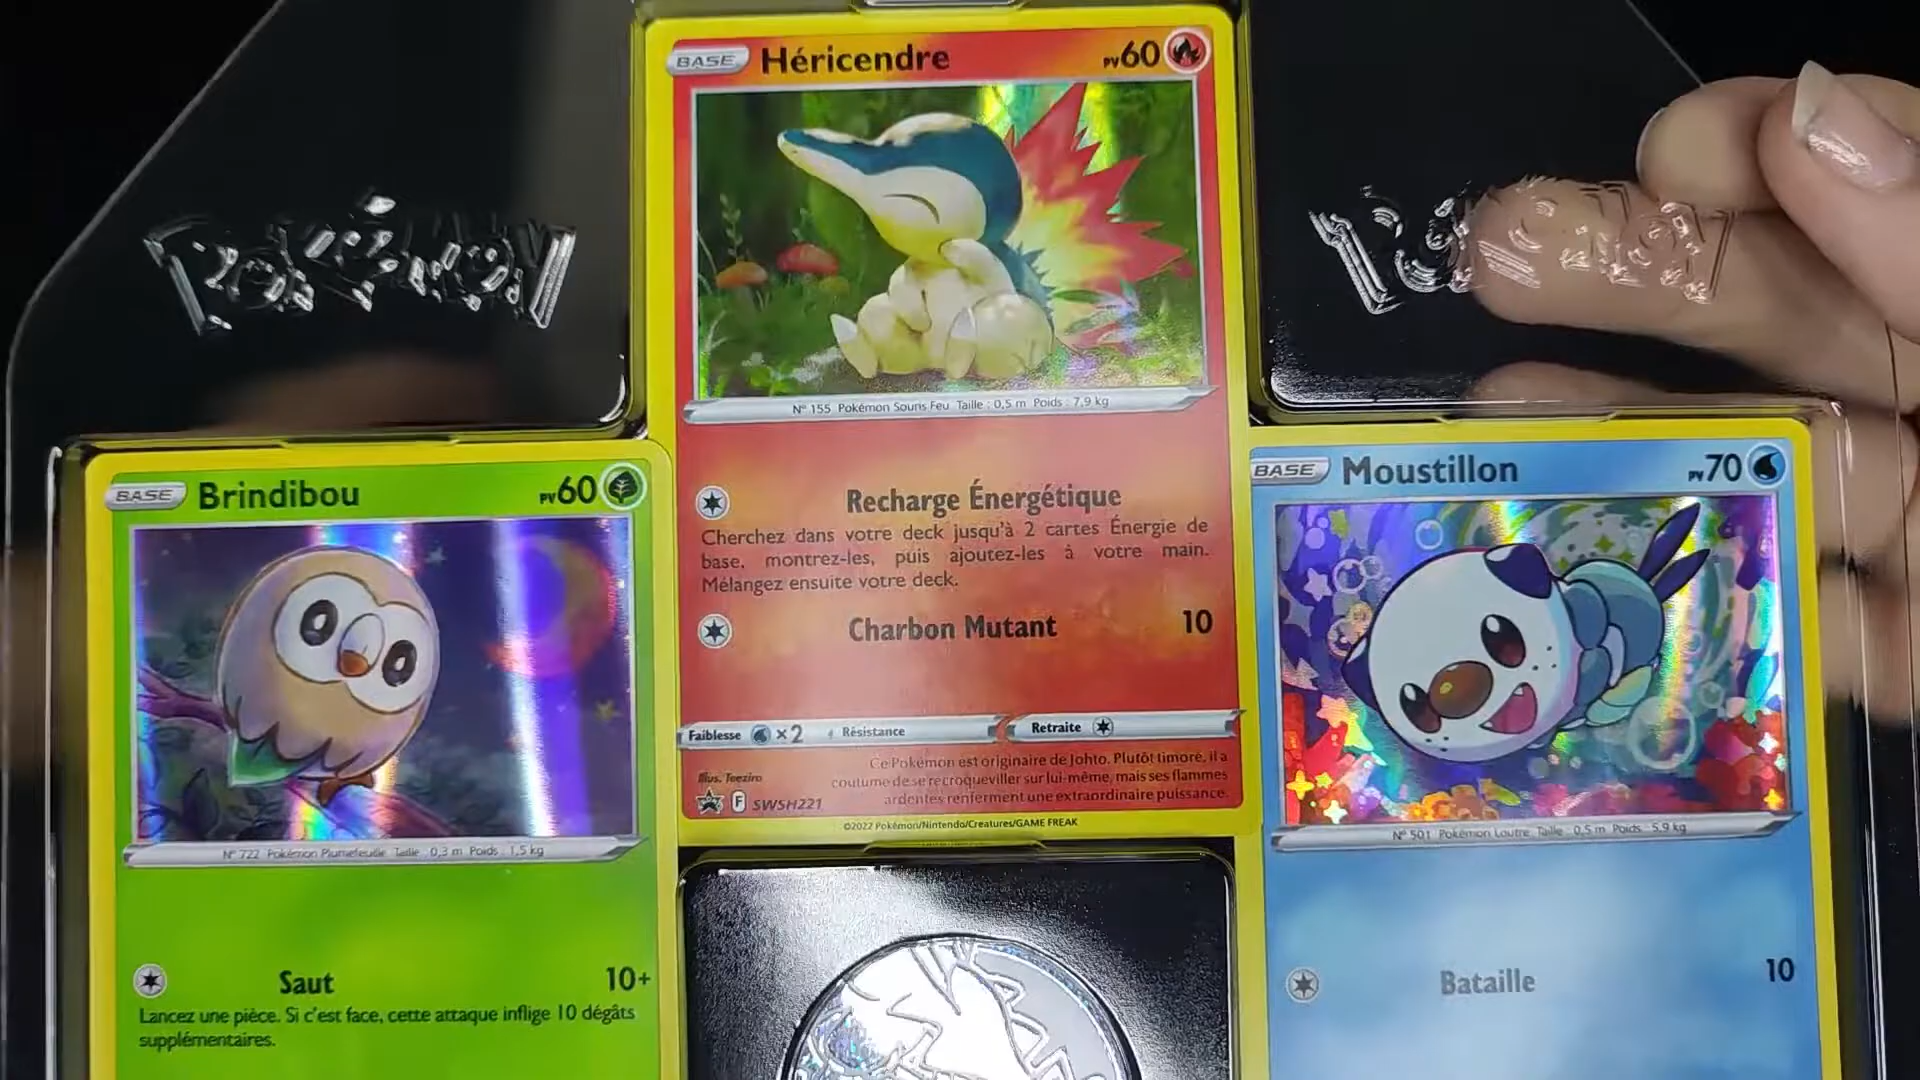 Pokémon
Pokémon
BASE Héricendre PV60
N° 155 Pokémon Souris Feu Taille : 0,5 m Poids : 7,9 kg
Recharge Énergétique
Cherchez dans votre deck jusqu'à 2 cartes Énergie de
base, montrez-les, puis ajoutez-les à votre main.
Mélangez ensuite votre deck.
Charbon Mutant 10
Faiblesse ×2 Résistance Retraite
Illus. Teeziro
Ce Pokémon est originaire de Johto. Plutôt timoré, il a
coutume de se recroqueviller sur lui-même, mais ses flammes
ardentes renferment une extraordinaire puissance.
F SWSH221
©2022 Pokémon/Nintendo/Creatures/GAME FREAK
BASE Brindibou PV60
N° 722 Pokémon Plumefeuille Taille : 0,3 m Poids : 1,5 kg
Saut 10+
Lancez une pièce. Si c'est face, cette attaque inflige 10 dégâts
supplémentaires.
BASE Moustillon PV70
N° 501 Pokémon Loutre Taille : 0,5 m Poids : 5,9 kg
Bataille 10